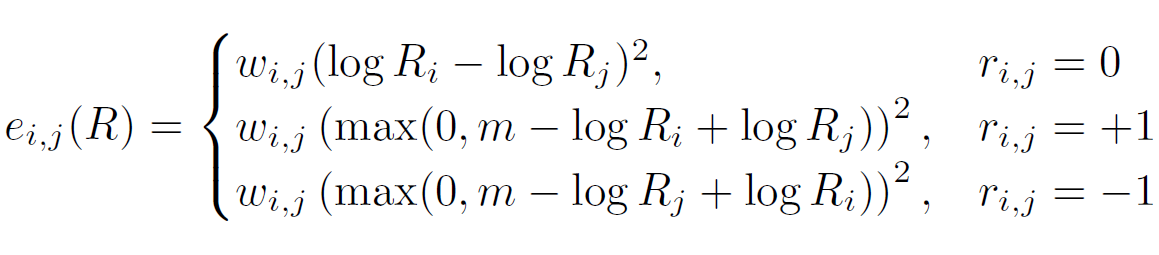 w_{i,j}(log R_i − log R_j)², r_{i,j} = 0
e_{i,j}(R) = { w_{i,j} (max(0, m − log R_i + log R_j))², r_{i,j} = +1
w_{i,j} (max(0, m − log R_j + log R_i))², r_{i,j} = −1